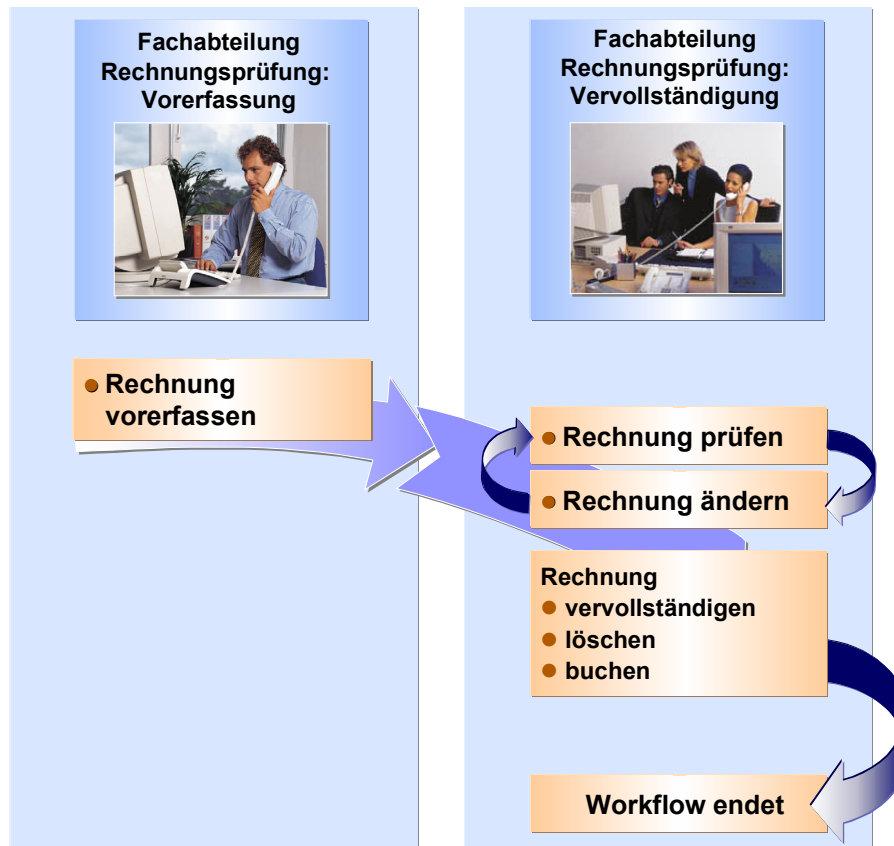 Fachabteilung
Rechnungsprüfung:
Vorerfassung
Fachabteilung
Rechnungsprüfung:
Vervollständigung
● Rechnung
vorerfassen
● Rechnung prüfen
● Rechnung ändern
Rechnung
● vervollständigen
● löschen
● buchen
Workflow endet